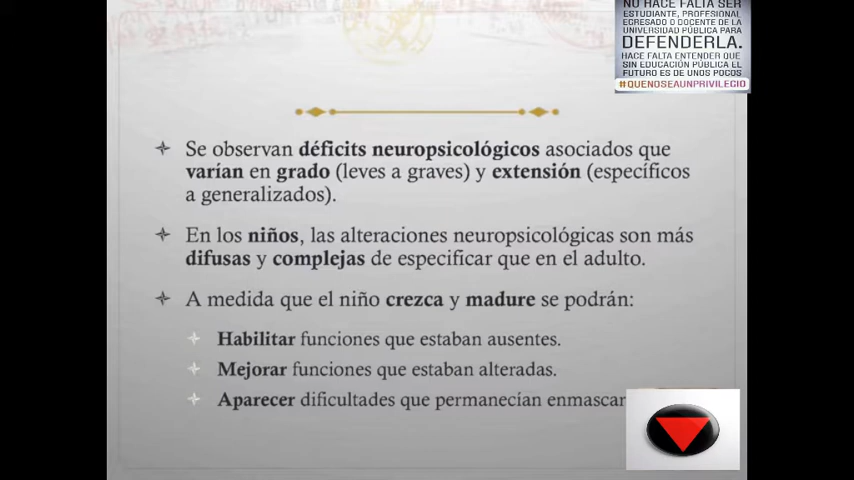 NO HACE FALTA SER
ESTUDIANTE, PROFESIONAL
EGRESADO O DOCENTE DE LA
UNIVERSIDAD PÚBLICA PARA
DEFENDERLA.
HACE FALTA ENTENDER QUE
SIN EDUCACIÓN PÚBLICA EL
FUTURO ES DE UNOS POCOS
#QUENOSEAUNPRIVILEGIO
Se observan déficits neuropsicológicos asociados que
varían en grado (leves a graves) y extensión (específicos
a generalizados).
En los niños, las alteraciones neuropsicológicas son más
difusas y complejas de especificar que en el adulto.
A medida que el niño crezca y madure se podrán:
Habilitar funciones que estaban ausentes.
Mejorar funciones que estaban alteradas.
Aparecer dificultades que permanecían